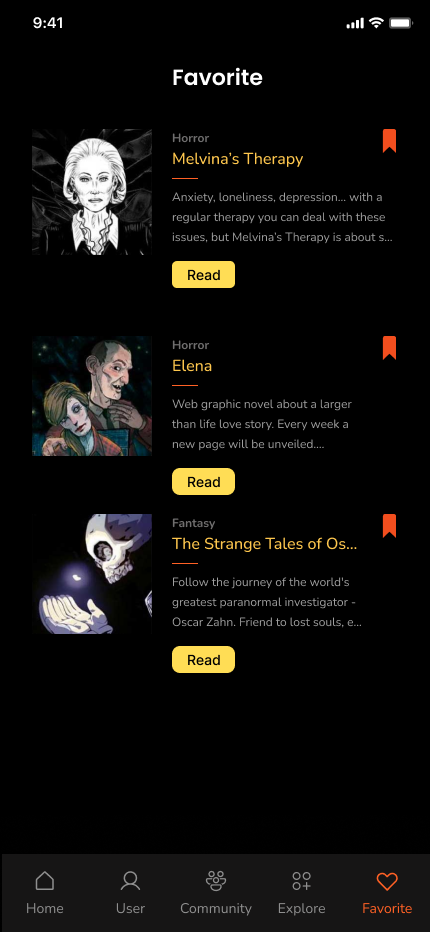 9:41
Favorite
Horror
Melvina's Therapy
Anxiety, loneliness, depression... with a
regular therapy you can deal with these
issues, but Melvina's Therapy is about s...
Read
Horror
Elena
Web graphic novel about a larger
than life love story. Every week a
new page will be unveiled....
Read
Fantasy
The Strange Tales of Os...
Follow the journey of the world's
greatest paranormal investigator -
Oscar Zahn. Friend to lost souls, e...
Read
Home User Community Explore Favorite